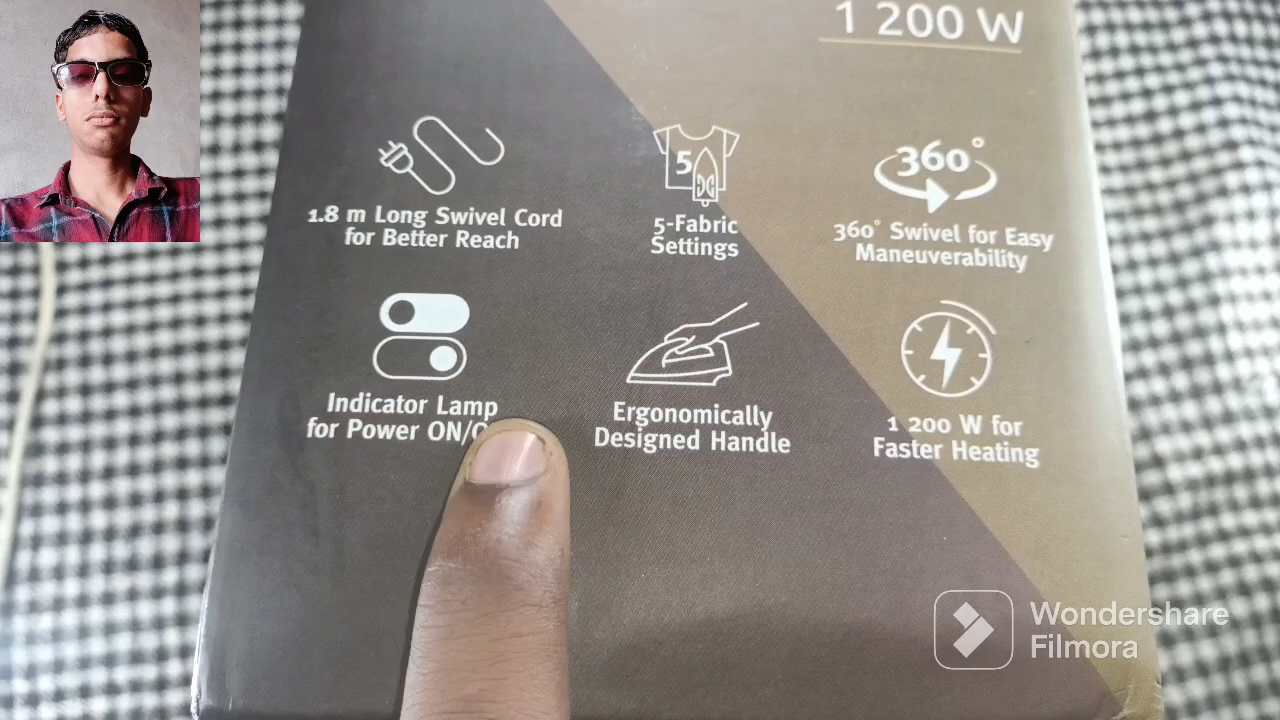 1 200 W
1.8 m Long Swivel Cord
for Better Reach
5
5-Fabric
Settings
360°
360° Swivel for Easy
Maneuverability
Indicator Lamp
for Power ON/
Ergonomically
Designed Handle
1 200 W for
Faster Heating
Wondershare
Filmora